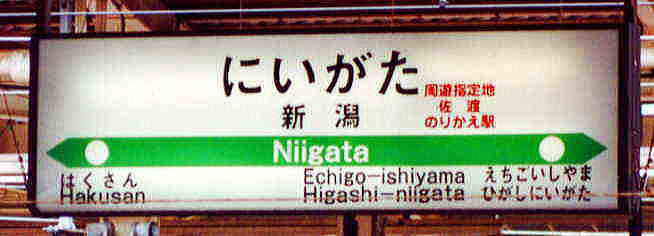 にいがた
新潟
周遊指定地
佐渡
のりかえ駅
Niigata
はくさん
Hakusan
Echigo-ishiyama えちごいしやま
Higashi-niigata ひがしにいがた